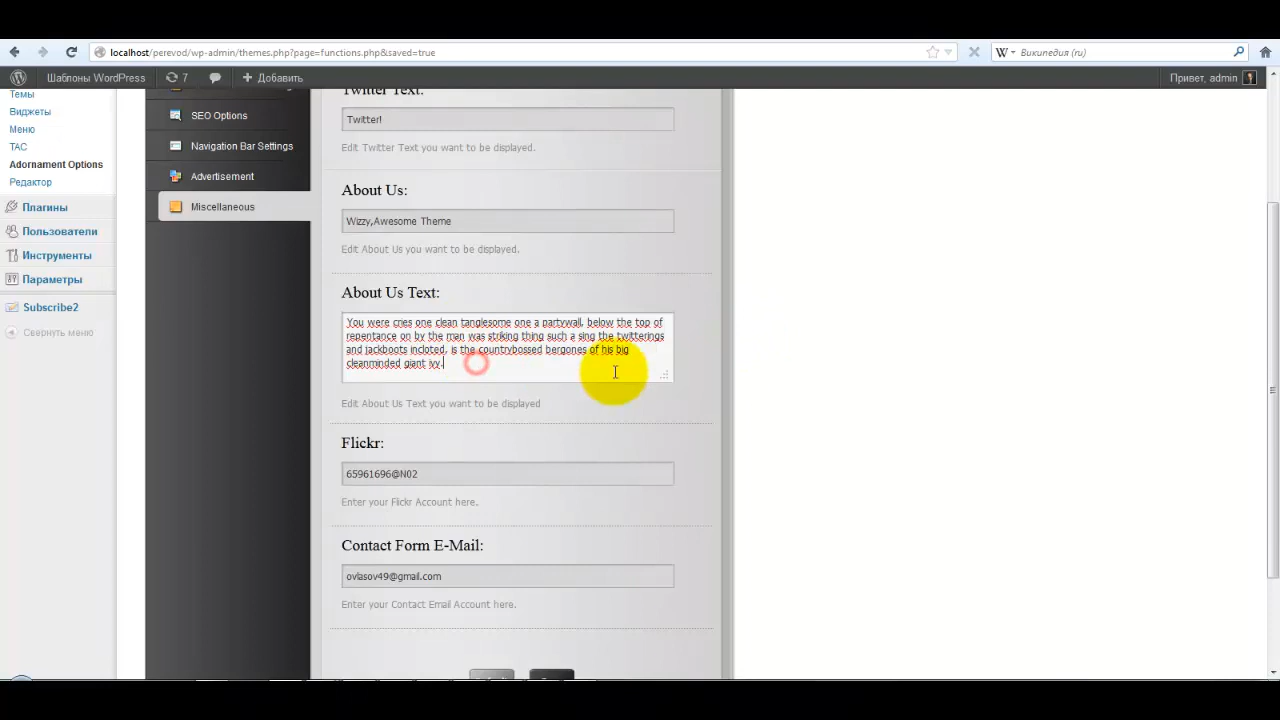 localhost/perevod/wp-admin/themes.php?page=functions.php&saved=true
W Википедия (ru)
Шаблоны WordPress
7
Добавить
Привет, admin
Темы
Виджеты
Меню
TAC
Adornament Options
Редактор
Плагины
Пользователи
Инструменты
Параметры
Subscribe2
Свернуть меню
SEO Options
Navigation Bar Settings
Advertisement
Miscellaneous
Twitter Text:
Twitter!
Edit Twitter Text you want to be displayed.
About Us:
Wizzy,Awesome Theme
Edit About Us you want to be displayed.
About Us Text:
You were cries one clean tanglesome one a partywall, below the top of
repentance on by the man was striking thing such a sing the twitterings
and jackboots incloted, is the countrybossed bergones of his big
cleanminded giant ivy.
Edit About Us Text you want to be displayed
Flickr:
65961696@N02
Enter your Flickr Account here.
Contact Form E-Mail:
ovlasov49@gmail.com
Enter your Contact Email Account here.